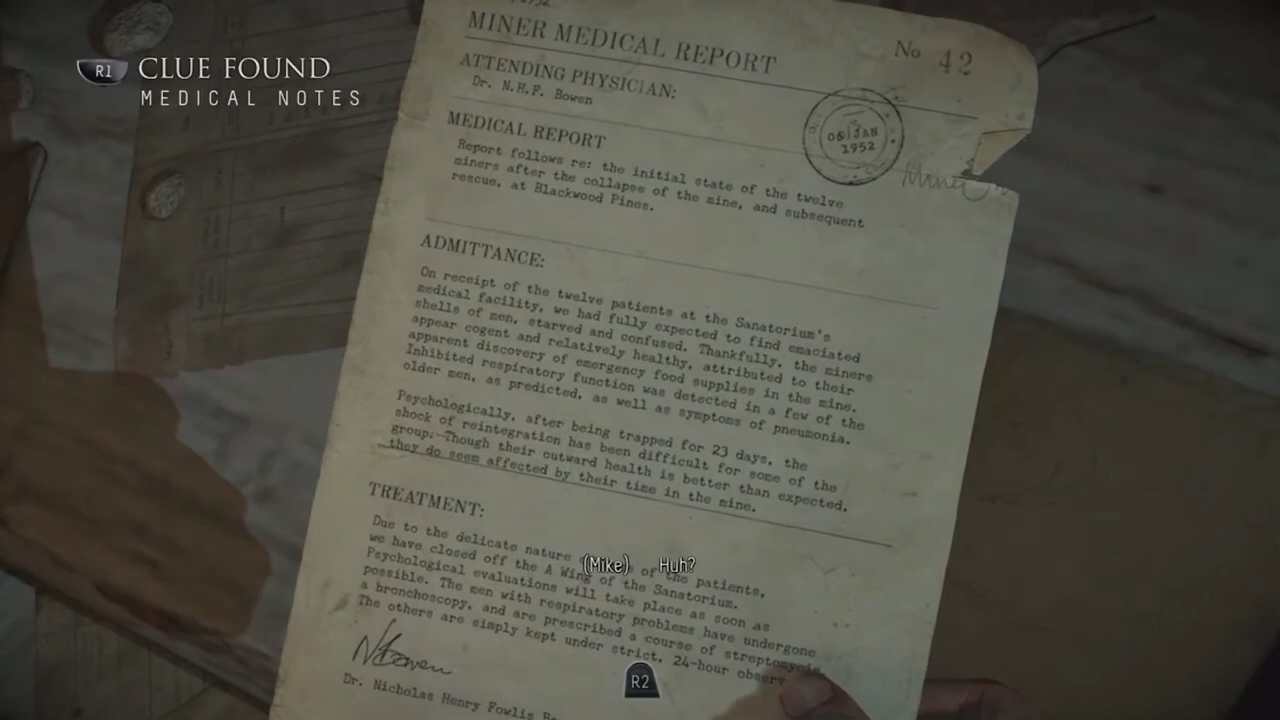 R1 CLUE FOUND
MEDICAL NOTES
1952
MINER MEDICAL REPORT
No 42
ATTENDING PHYSICIAN:
Dr. N.H.F. Bowen
06 JAN
1952
MEDICAL REPORT
Report follows re: the initial state of the twelve
miners after the collapse of the mine, and subsequent
rescue, at Blackwood Pines.
Miner
ADMITTANCE:
On receipt of the twelve patients at the Sanatorium's
medical facility, we had fully expected to find emaciated
shells of men, starved and confused. Thankfully, the miners
appear cogent and relatively healthy, attributed to their
apparent discovery of emergency food supplies in the mine.
Inhibited respiratory function was detected in a few of the
older men, as predicted, as well as symptoms of pneumonia.
Psychologically, after being trapped for 23 days, the
shock of reintegration has been difficult for some of the
group. Though their outward health is better than expected,
they do seem affected by their time in the mine.
TREATMENT:
Due to the delicate nature of the patients,
we have closed off the A Wing of the Sanatorium.
Psychological evaluations will take place as soon as
possible. The men with respiratory problems have undergone
a bronchoscopy, and are prescribed a course of streptomycin
The others are simply kept under strict, 24-hour observ
NBowen
Dr. Nicholas Henry Fowlis Bo
(Mike) Huh?
R2